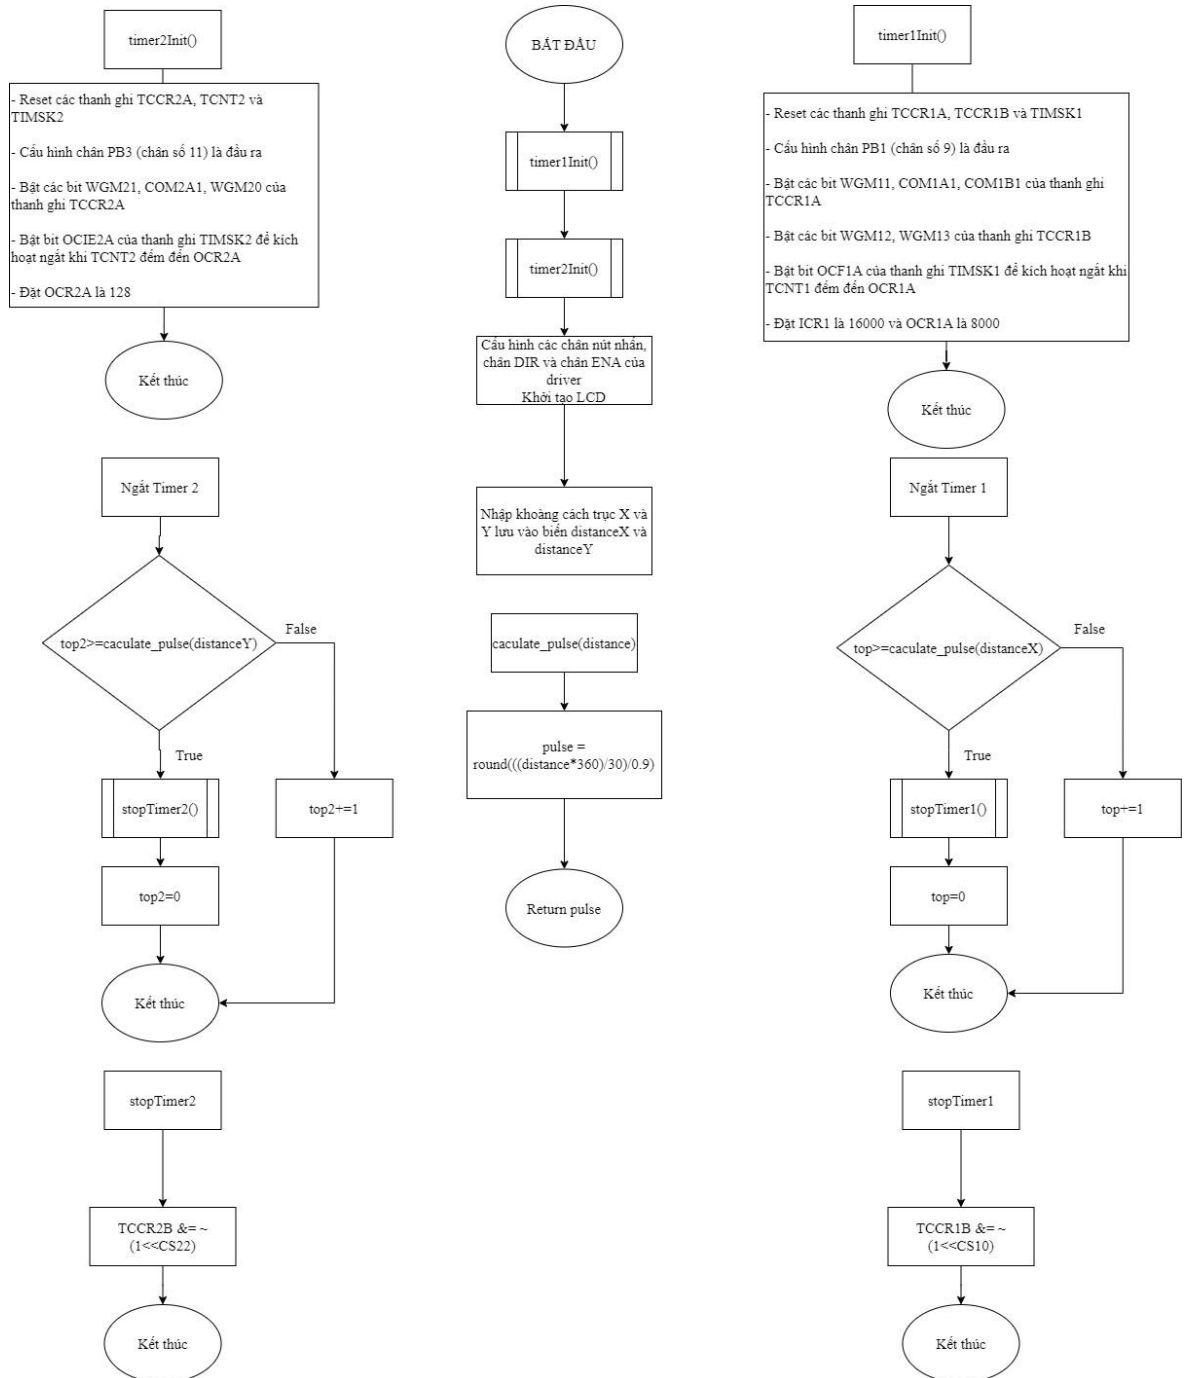 timer2Init()
- Reset các thanh ghi TCCR2A, TCNT2 và
TIMSK2
- Cấu hình chân PB3 (chân số 11) là đầu ra
- Bật các bit WGM21, COM2A1, WGM20 của
thanh ghi TCCR2A
- Bật bit OCIE2A của thanh ghi TIMSK2 để kích
hoạt ngắt khi TCNT2 đếm đến OCR2A
- Đặt OCR2A là 128
Kết thúc
BẮT ĐẦU
timer1Init()
timer2Init()
Cấu hình các chân nút nhấn,
chân DIR và chân ENA của
driver
Khởi tạo LCD
Nhập khoảng cách trục X và
Y lưu vào biến distanceX và
distanceY
timer1Init()
- Reset các thanh ghi TCCR1A, TCCR1B và TIMSK1
- Cấu hình chân PB1 (chân số 9) là đầu ra
- Bật các bit WGM11, COM1A1, COM1B1 của thanh ghi
TCCR1A
- Bật các bit WGM12, WGM13 của thanh ghi TCCR1B
- Bật bit OCF1A của thanh ghi TIMSK1 để kích hoạt ngắt khi
TCNT1 đếm đến OCR1A
- Đặt ICR1 là 16000 và OCR1A là 8000
Kết thúc
Ngắt Timer 2
top2>=caculate_pulse(distanceY)
False
True
stopTimer2()
top2+=1
top2=0
Kết thúc
caculate_pulse(distance)
pulse =
round(((distance*360)/30)/0.9)
Return pulse
Ngắt Timer 1
top>=caculate_pulse(distanceX)
False
True
stopTimer1()
top+=1
top=0
Kết thúc
stopTimer2
TCCR2B &= ~
(1<<CS22)
Kết thúc
stopTimer1
TCCR1B &= ~
(1<<CS10)
Kết thúc